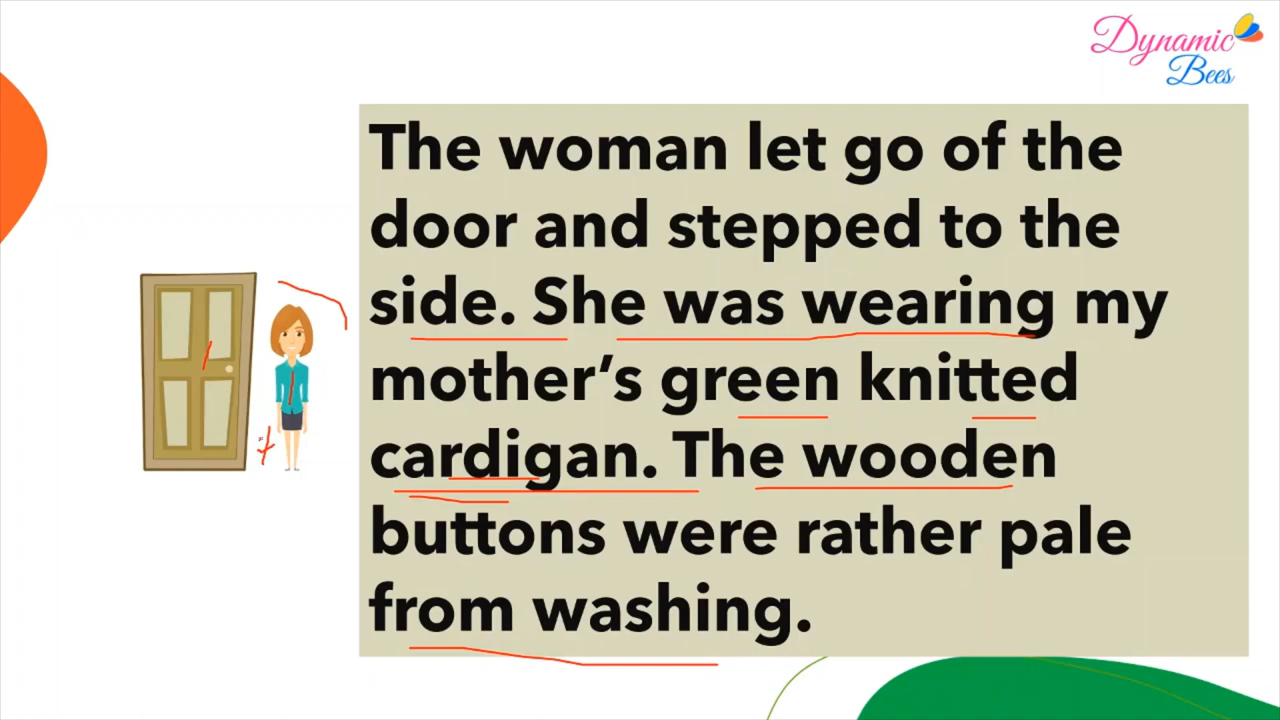 Dynamic
Bees
The woman let go of the
door and stepped to the
side. She was wearing my
mother’s green knitted
cardigan. The wooden
buttons were rather pale
from washing.